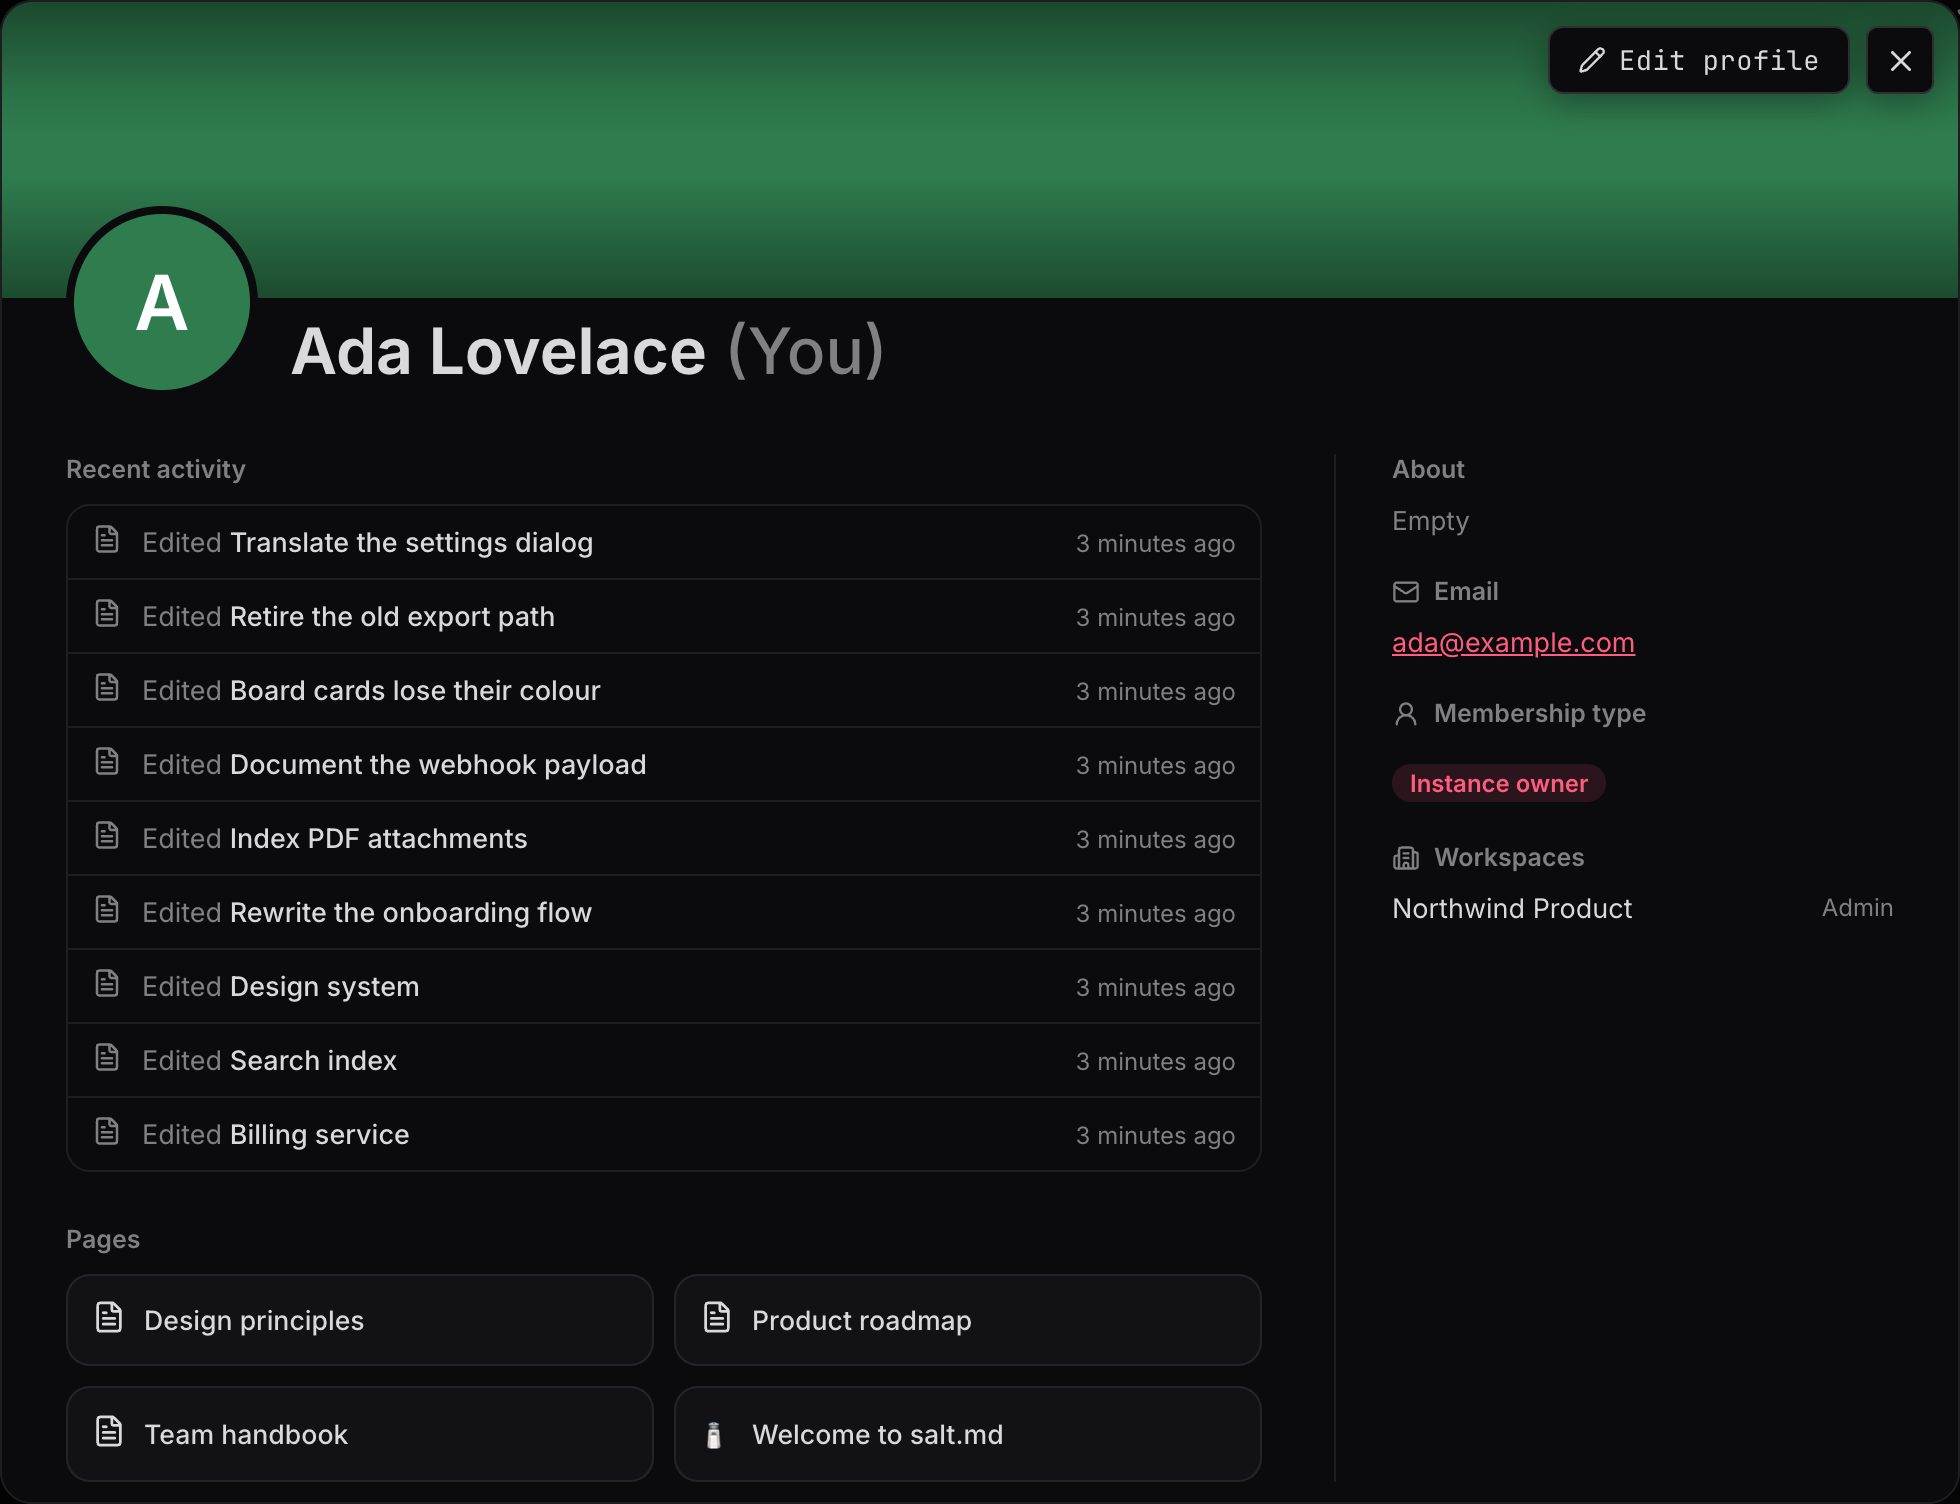 Edit profile
A
Ada Lovelace (You)
Recent activity
Edited Translate the settings dialog 3 minutes ago
Edited Retire the old export path 3 minutes ago
Edited Board cards lose their colour 3 minutes ago
Edited Document the webhook payload 3 minutes ago
Edited Index PDF attachments 3 minutes ago
Edited Rewrite the onboarding flow 3 minutes ago
Edited Design system 3 minutes ago
Edited Search index 3 minutes ago
Edited Billing service 3 minutes ago
Pages
Design principles
Product roadmap
Team handbook
Welcome to salt.md
About
Empty
Email
ada@example.com
Membership type
Instance owner
Workspaces
Northwind Product Admin